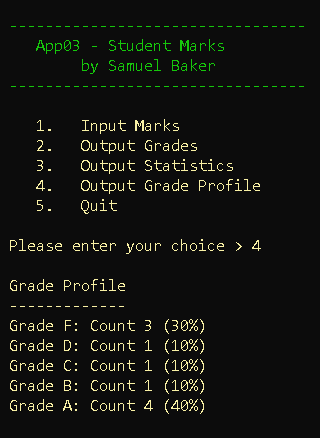 ---------------------------------
App03 - Student Marks
by Samuel Baker
---------------------------------
1. Input Marks
2. Output Grades
3. Output Statistics
4. Output Grade Profile
5. Quit
Please enter your choice > 4
Grade Profile
-------------
Grade F: Count 3 (30%)
Grade D: Count 1 (10%)
Grade C: Count 1 (10%)
Grade B: Count 1 (10%)
Grade A: Count 4 (40%)